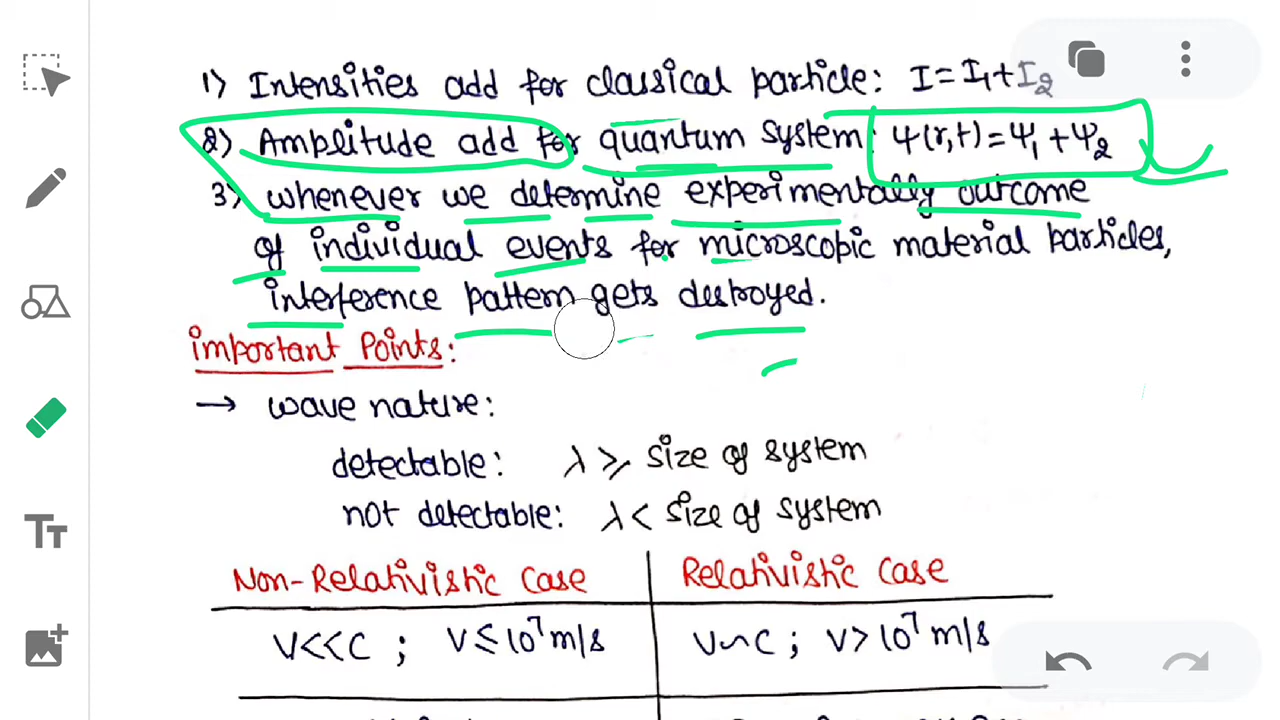 1) Intensities add for classical particle: I = I₁ + I₂
2) Amplitude add for quantum system: ψ(r,t) = ψ₁ + ψ₂
3) whenever we determine experimentally outcome
of individual events for microscopic material particles,
interference pattern gets destroyed.
important Points:
→ wave nature:
detectable: λ ≥ size of system
not detectable: λ < size of system
Non-Relativistic Case Relativistic Case
V<<C ; V ≤ 10⁷ m/s V~C ; V > 10⁷ m/s
TT